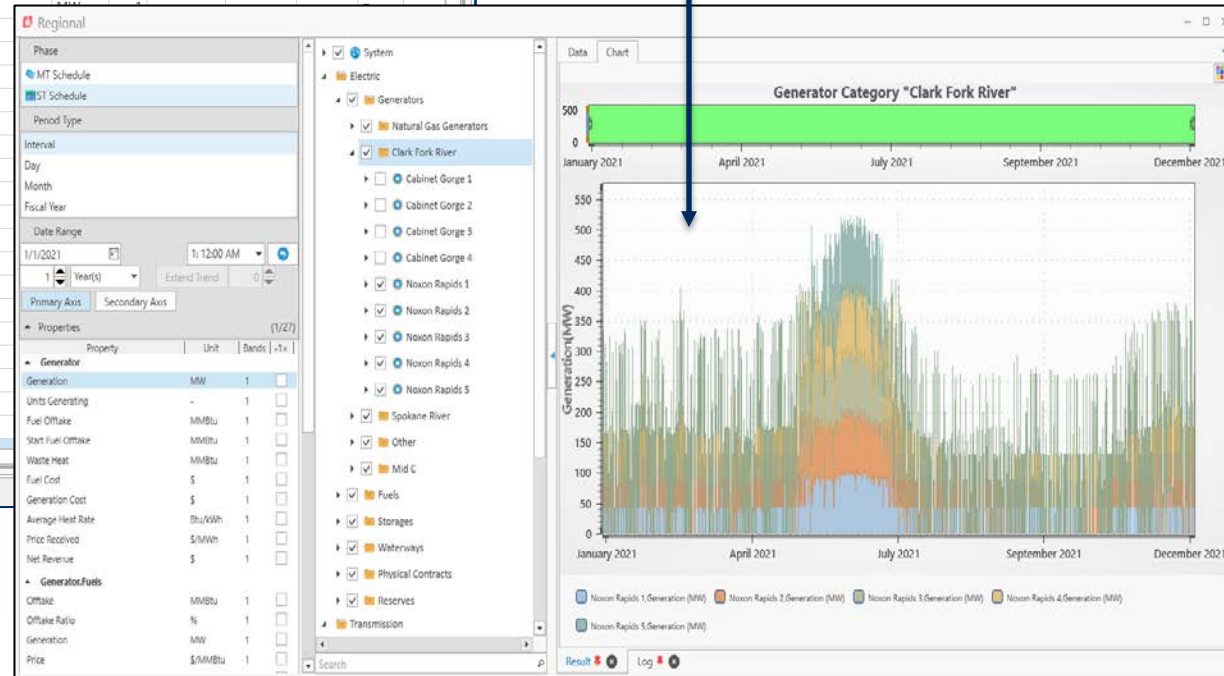 MW 1
Regional
Phase
MT Schedule
ST Schedule
Period Type
Interval
Day
Month
Fiscal Year
Date Range
1/1/2021 1: 12:00 AM
1 Year(s) Extend Trend 0
Primary Axis Secondary Axis
Properties (1/27)
Property Unit Bands -1×
Generator
Generation MW 1
Units Generating - 1
Fuel Offtake MMBtu 1
Start Fuel Offtake MMBtu 1
Waste Heat MMBtu 1
Fuel Cost $ 1
Generation Cost $ 1
Average Heat Rate Btu/kWh 1
Price Received $/MWh 1
Net Revenue $ 1
Generator.Fuels
Offtake MMBtu 1
Offtake Ratio % 1
Generation MW 1
Price $/MMBtu 1
System
Electric
Generators
Natural Gas Generators
Clark Fork River
Cabinet Gorge 1
Cabinet Gorge 2
Cabinet Gorge 3
Cabinet Gorge 4
Noxon Rapids 1
Noxon Rapids 2
Noxon Rapids 3
Noxon Rapids 4
Noxon Rapids 5
Spokane River
Other
Mid C
Fuels
Storages
Waterways
Physical Contracts
Reserves
Transmission
Search
Data Chart
Generator Category "Clark Fork River"
500
0
January 2021 April 2021 July 2021 September 2021 December 2021
Generation(MW)
550
500
450
400
350
300
250
200
150
100
50
0
January 2021 April 2021 July 2021 September 2021 December 2021
Noxon Rapids 1.Generation (MW) Noxon Rapids 2.Generation (MW) Noxon Rapids 3.Generation (MW) Noxon Rapids 4.Generation (MW)
Noxon Rapids 5.Generation (MW)
Result Log